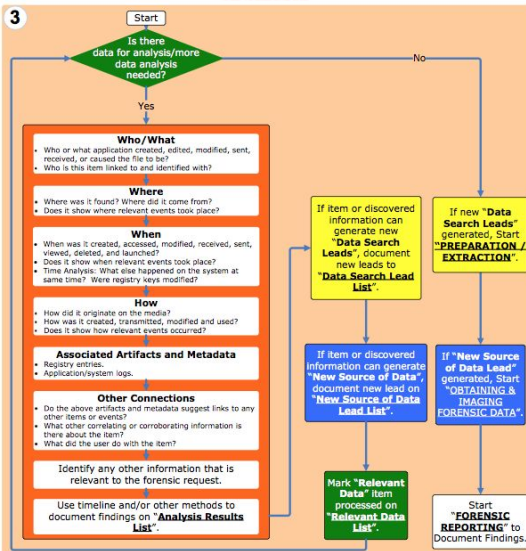 3
Start
Is there
data for analysis/more
data analysis
needed?
No
Yes
Who/What
• Who or what application created, edited, modified, sent,
received, or caused the file to be?
• Who is this item linked to and identified with?
Where
• Where was it found? Where did it come from?
• Does it show where relevant events took place?
When
• When was it created, accessed, modified, received, sent,
viewed, deleted, and launched?
• Does it show when relevant events took place?
• Time Analysis: What else happened on the system at
same time? Were registry keys modified?
How
• How did it originate on the media?
• How was it created, transmitted, modified and used?
• Does it show how relevant events occurred?
Associated Artifacts and Metadata
• Registry entries.
• Application/system logs.
Other Connections
• Do the above artifacts and metadata suggest links to any
other items or events?
• What other correlating or corroborating information is
there about the item?
• What did the user do with the item?
Identify any other information that is
relevant to the forensic request.
Use timeline and/or other methods to
document findings on "Analysis Results
List".
If item or discovered
information can
generate new
"Data Search
Leads", document
new leads to
"Data Search Lead
List".
If item or discovered
information can generate
"New Source of Data",
document new lead on
"New Source of Data
Lead List".
Mark "Relevant
Data" item
processed on
"Relevant Data
List".
If new "Data
Search Leads"
generated, Start
"PREPARATION /
EXTRACTION".
If "New Source
of Data Lead"
generated, Start
"OBTAINING &
IMAGING
FORENSIC DATA".
Start
"FORENSIC
REPORTING" to
Document Findings.